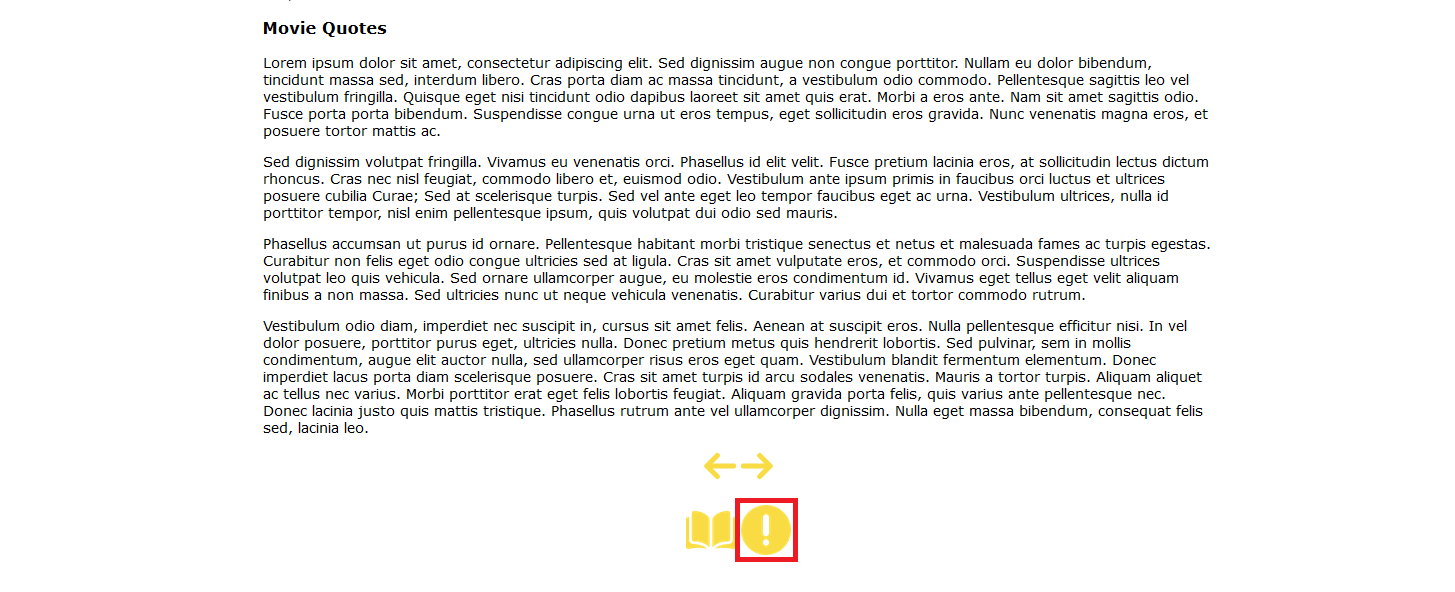 Movie Quotes
Lorem ipsum dolor sit amet, consectetur adipiscing elit. Sed dignissim augue non congue porttitor. Nullam eu dolor bibendum,
tincidunt massa sed, interdum libero. Cras porta diam ac massa tincidunt, a vestibulum odio commodo. Pellentesque sagittis leo vel
vestibulum fringilla. Quisque eget nisi tincidunt odio dapibus laoreet sit amet quis erat. Morbi a eros ante. Nam sit amet sagittis odio.
Fusce porta porta bibendum. Suspendisse congue urna ut eros tempus, eget sollicitudin eros gravida. Nunc venenatis magna eros, et
posuere tortor mattis ac.
Sed dignissim volutpat fringilla. Vivamus eu venenatis orci. Phasellus id elit velit. Fusce pretium lacinia eros, at sollicitudin lectus dictum
rhoncus. Cras nec nisl feugiat, commodo libero et, euismod odio. Vestibulum ante ipsum primis in faucibus orci luctus et ultrices
posuere cubilia Curae; Sed at scelerisque turpis. Sed vel ante eget leo tempor faucibus eget ac urna. Vestibulum ultrices, nulla id
porttitor tempor, nisl enim pellentesque ipsum, quis volutpat dui odio sed mauris.
Phasellus accumsan ut purus id ornare. Pellentesque habitant morbi tristique senectus et netus et malesuada fames ac turpis egestas.
Curabitur non felis eget odio congue ultricies sed at ligula. Cras sit amet vulputate eros, et commodo orci. Suspendisse ultrices
volutpat leo quis vehicula. Sed ornare ullamcorper augue, eu molestie eros condimentum id. Vivamus eget tellus eget velit aliquam
finibus a non massa. Sed ultricies nunc ut neque vehicula venenatis. Curabitur varius dui et tortor commodo rutrum.
Vestibulum odio diam, imperdiet nec suscipit in, cursus sit amet felis. Aenean at suscipit eros. Nulla pellentesque efficitur nisi. In vel
dolor posuere, porttitor purus eget, ultricies nulla. Donec pretium metus quis hendrerit lobortis. Sed pulvinar, sem in mollis
condimentum, augue elit auctor nulla, sed ullamcorper risus eros eget quam. Vestibulum blandit fermentum elementum. Donec
imperdiet lacus porta diam scelerisque posuere. Cras sit amet turpis id arcu sodales venenatis. Mauris a tortor turpis. Aliquam aliquet
ac tellus nec varius. Morbi porttitor erat eget felis lobortis feugiat. Aliquam gravida porta felis, quis varius ante pellentesque nec.
Donec lacinia justo quis mattis tristique. Phasellus rutrum ante vel ullamcorper dignissim. Nulla eget massa bibendum, consequat felis
sed, lacinia leo.